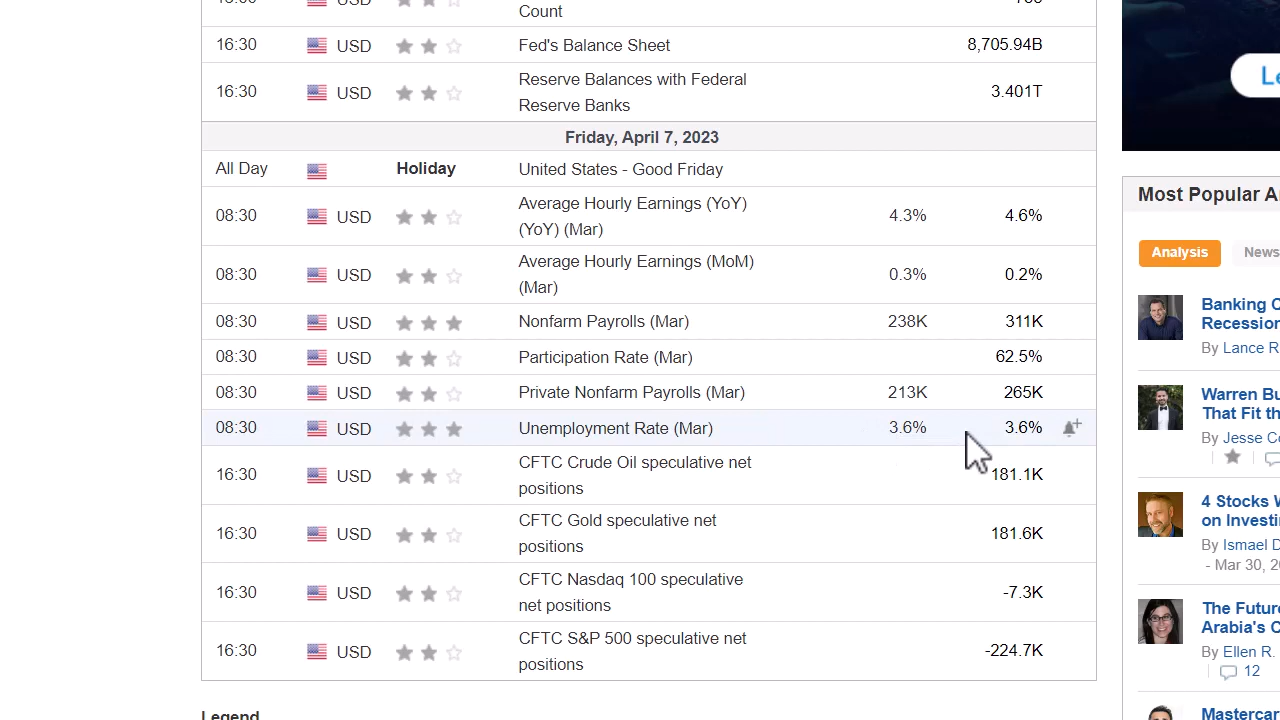 USD
Count
16:30 USD Fed's Balance Sheet 8,705.94B
16:30 USD Reserve Balances with Federal 3.401T
Reserve Banks
Friday, April 7, 2023
All Day Holiday United States - Good Friday
08:30 USD Average Hourly Earnings (YoY) 4.3% 4.6%
(YoY) (Mar)
08:30 USD Average Hourly Earnings (MoM) 0.3% 0.2%
(Mar)
08:30 USD Nonfarm Payrolls (Mar) 238K 311K
08:30 USD Participation Rate (Mar) 62.5%
08:30 USD Private Nonfarm Payrolls (Mar) 213K 265K
08:30 USD Unemployment Rate (Mar) 3.6% 3.6%
16:30 USD CFTC Crude Oil speculative net 181.1K
positions
16:30 USD CFTC Gold speculative net 181.6K
positions
16:30 USD CFTC Nasdaq 100 speculative -7.3K
net positions
16:30 USD CFTC S&P 500 speculative net -224.7K
positions
Legend
Le
Most Popular A
Analysis News
Banking C
Recession
By Lance R
Warren Bu
That Fit th
By Jesse Co
4 Stocks W
on Investi
By Ismael D
- Mar 30, 20
The Future
Arabia's C
By Ellen R.
12
Mastercar